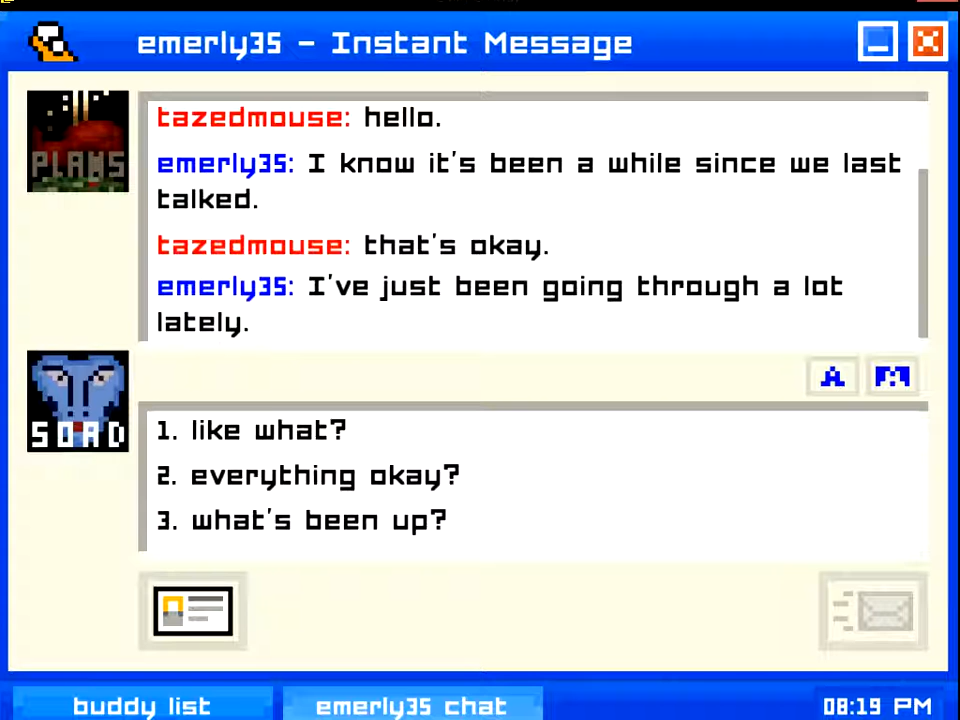 emerly35 - Instant Message
PLANS
tazedmouse: hello.
emerly35: I know it's been a while since we last
talked.
tazedmouse: that's okay.
emerly35: I've just been going through a lot
lately.
A
SOAD
1. like what?
2. everything okay?
3. what's been up?
buddy list
emerly35 chat
08:19 PM